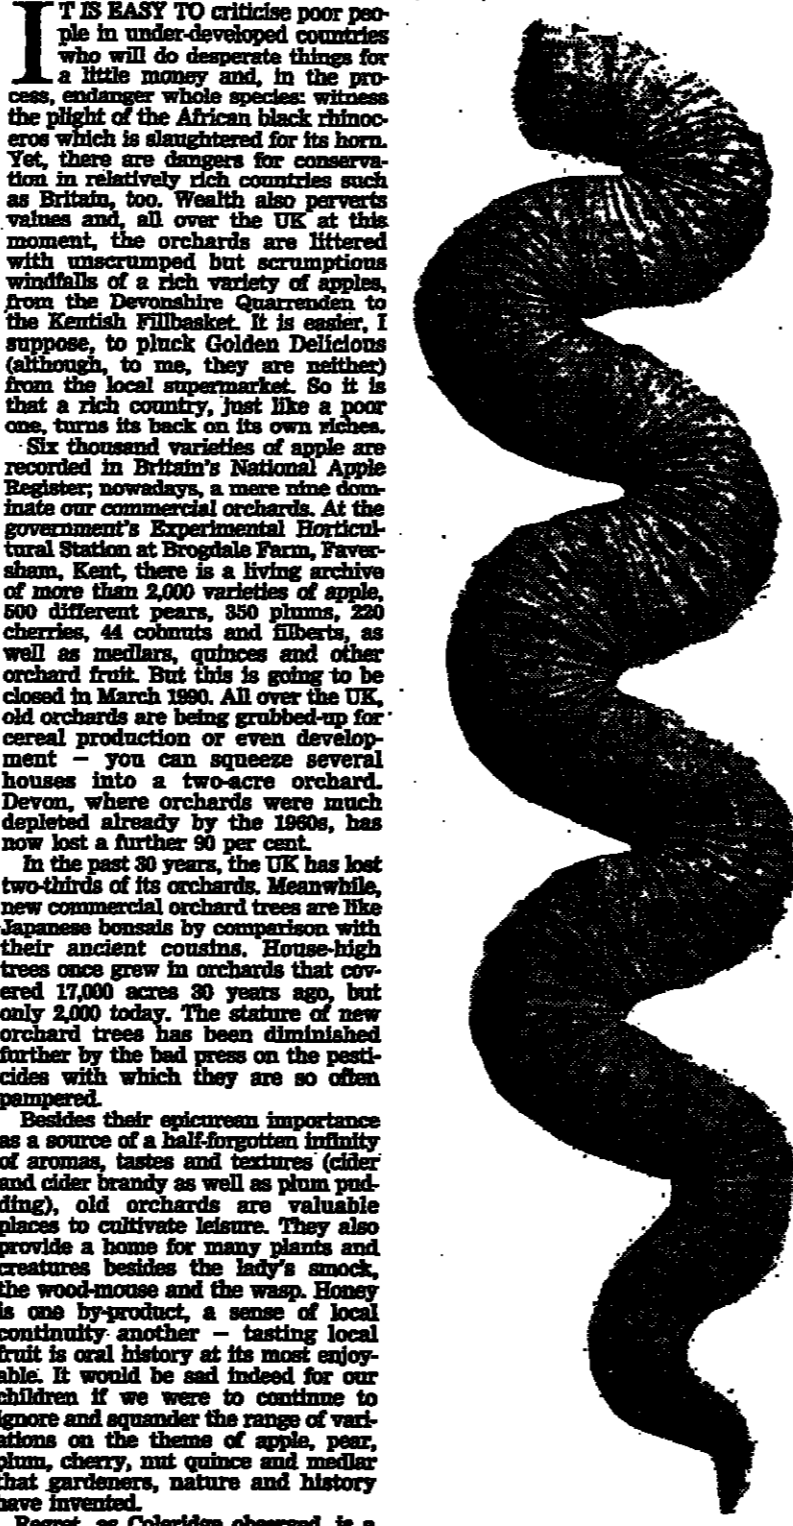 IT IS EASY TO criticise poor peo-
ple in under-developed countries
who will do desperate things for
a little money and, in the pro-
cess, endanger whole species: witness
the plight of the African black rhinoc-
eros which is slaughtered for its horn.
Yet, there are dangers for conserva-
tion in relatively rich countries such
as Britain, too. Wealth also perverts
values and, all over the UK at this
moment, the orchards are littered
with unscrumped but scrumptious
windfalls of a rich variety of apples,
from the Devonshire Quarrenden to
the Kentish Fillbasket. It is easier, I
suppose, to pluck Golden Delicious
(although, to me, they are neither)
from the local supermarket. So it is
that a rich country, just like a poor
one, turns its back on its own riches.
Six thousand varieties of apple are
recorded in Britain's National Apple
Register; nowadays, a mere nine dom-
inate our commercial orchards. At the
government's Experimental Horticul-
tural Station at Brogdale Farm, Faver-
sham, Kent, there is a living archive
of more than 2,000 varieties of apple,
500 different pears, 350 plums, 220
cherries, 44 cobnuts and filberts, as
well as medlars, quinces and other
orchard fruit. But this is going to be
closed in March 1990. All over the UK,
old orchards are being grubbed-up for
cereal production or even develop-
ment — you can squeeze several
houses into a two-acre orchard.
Devon, where orchards were much
depleted already by the 1960s, has
now lost a further 90 per cent.
In the past 30 years, the UK has lost
two-thirds of its orchards. Meanwhile,
new commercial orchard trees are like
Japanese bonsais by comparison with
their ancient cousins. House-high
trees once grew in orchards that cov-
ered 17,000 acres 30 years ago, but
only 2,000 today. The stature of new
orchard trees has been diminished
further by the bad press on the pesti-
cides with which they are so often
pampered.
Besides their epicurean importance
as a source of a half-forgotten infinity
of aromas, tastes and textures (cider
and cider brandy as well as plum pud-
ding), old orchards are valuable
places to cultivate leisure. They also
provide a home for many plants and
creatures besides the lady's smock,
the wood-mouse and the wasp. Honey
is one by-product, a sense of local
continuity another — tasting local
fruit is oral history at its most enjoy-
able. It would be sad indeed for our
children if we were to continue to
ignore and squander the range of vari-
ations on the theme of apple, pear,
plum, cherry, nut quince and medlar
that gardeners, nature and history
have invented.
Regret, as Coleridge observed, is a